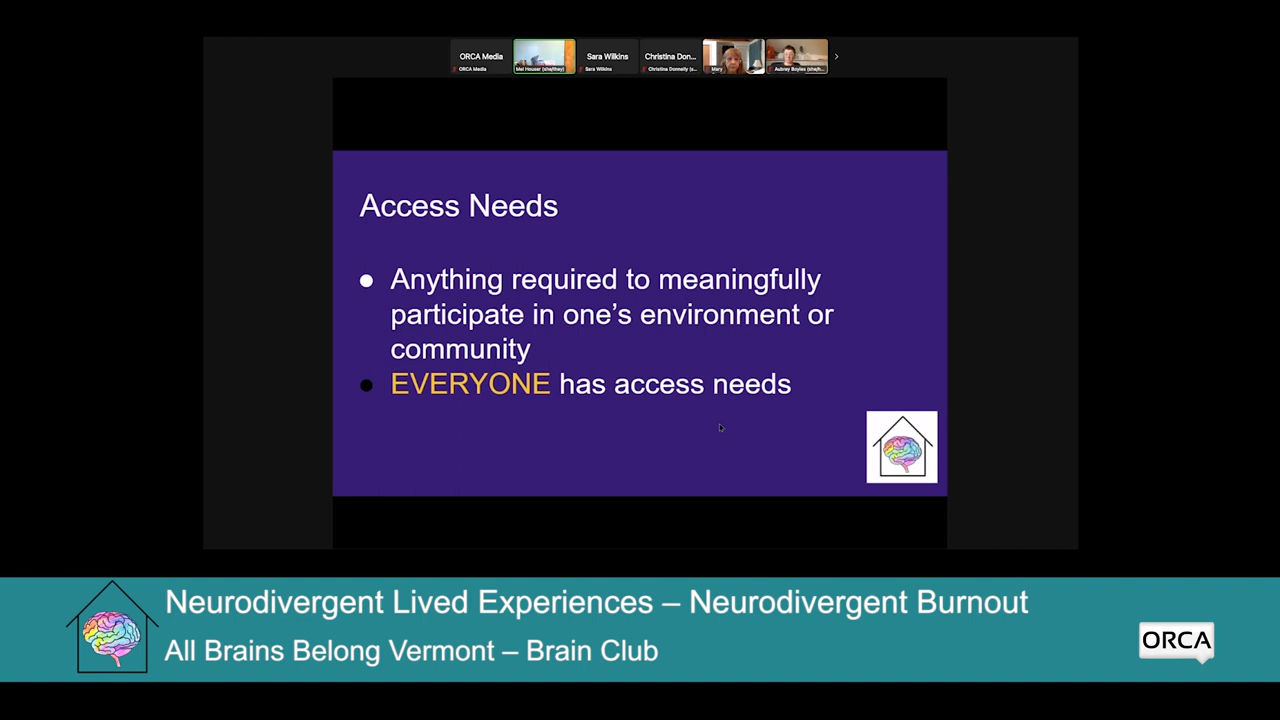 ORCA Media
Sara Wilkins
Christina Don...
ORCA Media
Mel Houser (she/they)
Sara Wilkins
Christina Donnelly (s...
Mary
Aubrey Boyles (she/h...
Access Needs
Anything required to meaningfully
participate in one’s environment or
community
EVERYONE has access needs
Neurodivergent Lived Experiences – Neurodivergent Burnout
All Brains Belong Vermont – Brain Club
ORCA